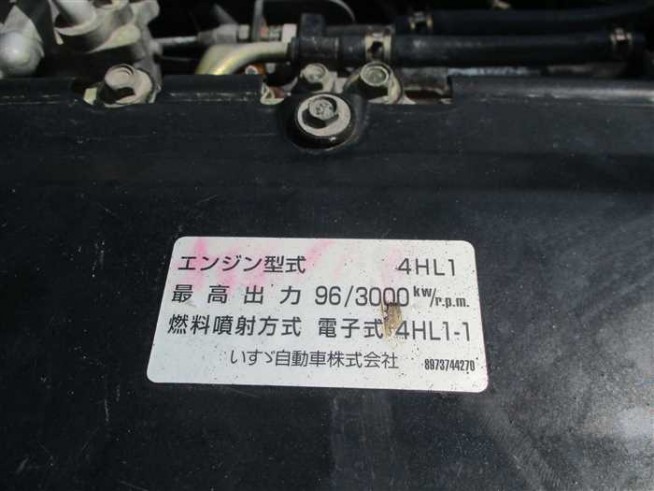 エンジン型式 4HL1
最高出力 96/3000 kw/r.p.m.
燃料噴射方式 電子式 4HL1-1
いすゞ自動車株式会社 8973744270